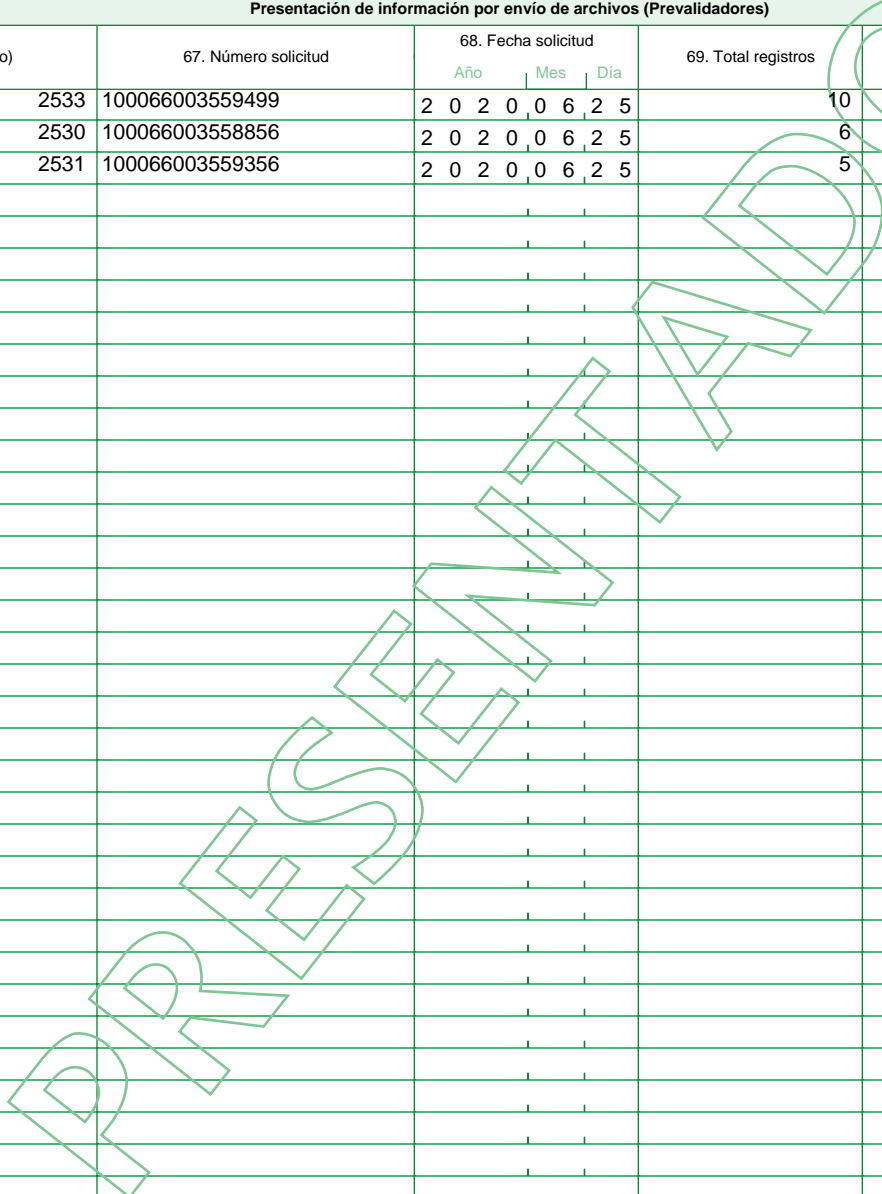 Presentación de información por envío de archivos (Prevalidadores)
o) 67. Número solicitud 68. Fecha solicitud 69. Total registros
Año Mes Día
2533 100066003559499 2 0 2 0 0 6 2 5 10
2530 100066003558856 2 0 2 0 0 6 2 5 6
2531 100066003559356 2 0 2 0 0 6 2 5 5
PRESENTADO